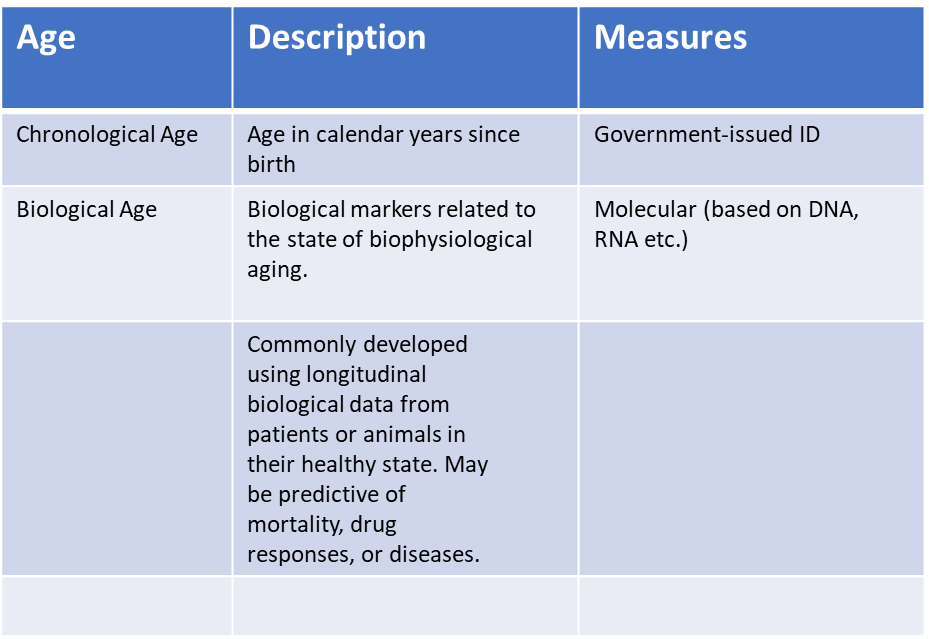 Age
Description
Measures
Chronological Age
Age in calendar years since
birth
Government-issued ID
Biological Age
Biological markers related to
the state of biophysiological
aging.
Molecular (based on DNA,
RNA etc.)
Commonly developed
using longitudinal
biological data from
patients or animals in
their healthy state. May
be predictive of
mortality, drug
responses, or diseases.